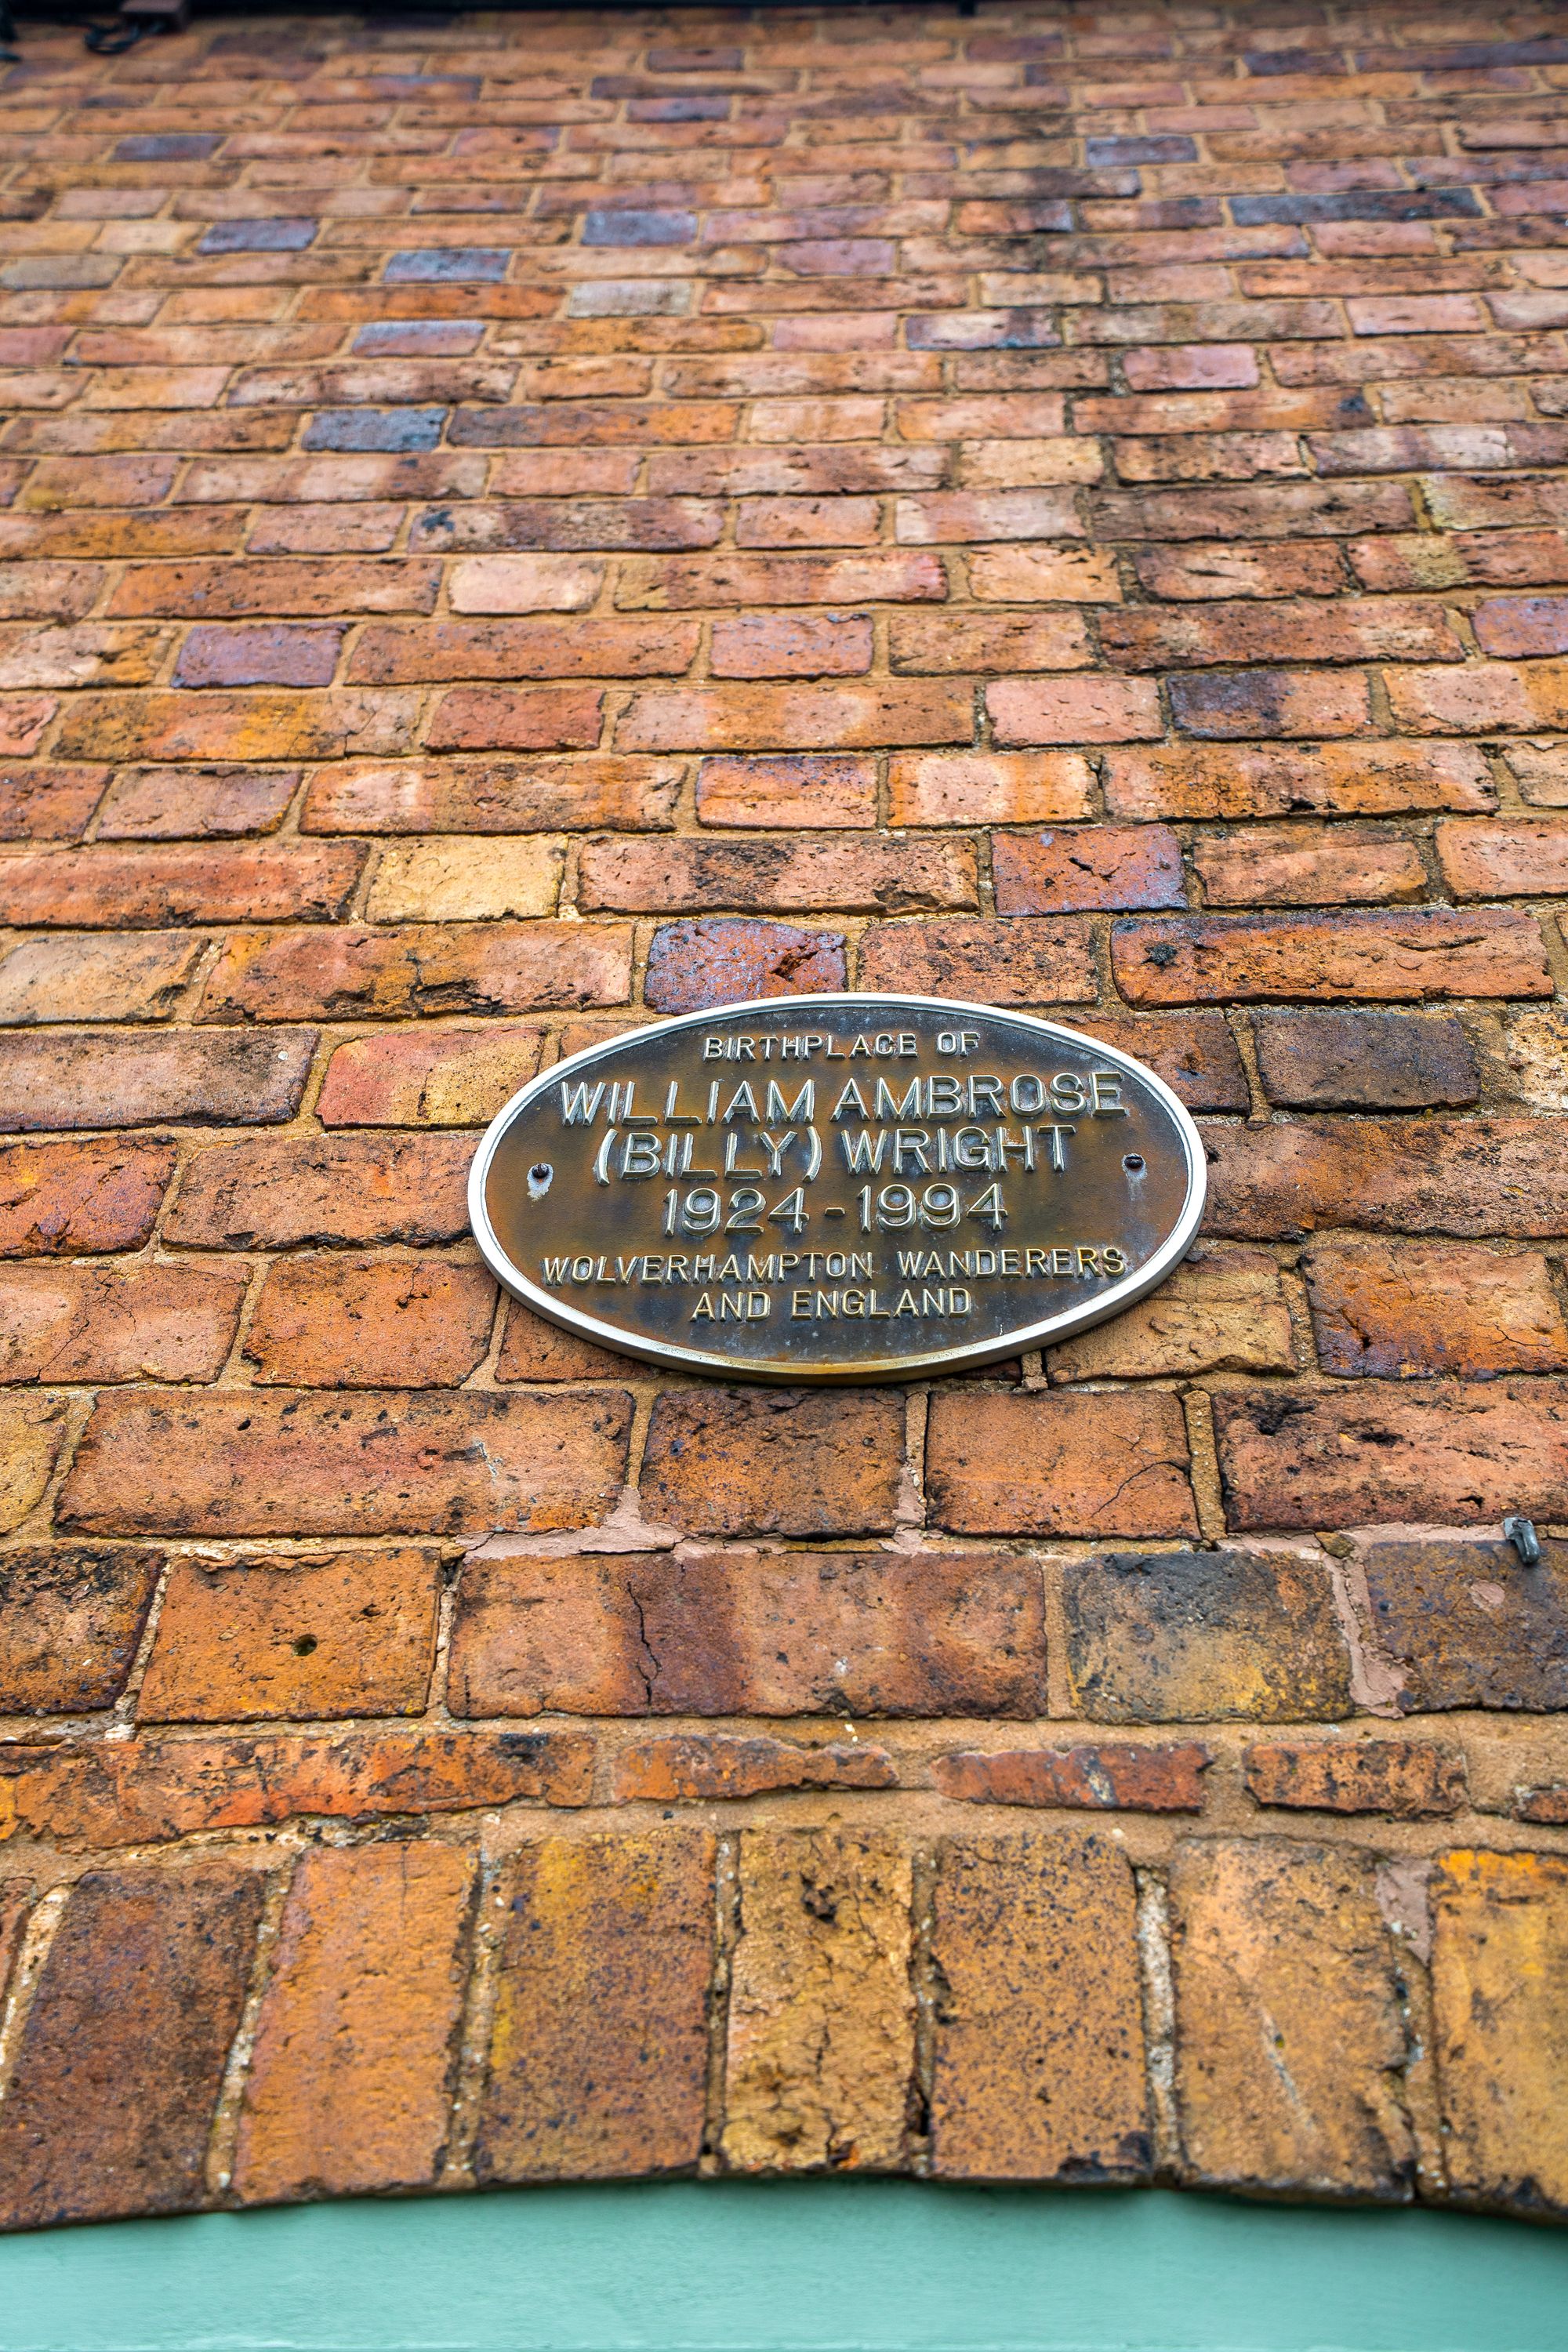 BIRTHPLACE OF
WILLIAM AMBROSE
(BILLY) WRIGHT
1924 - 1994
WOLVERHAMPTON WANDERERS
AND ENGLAND